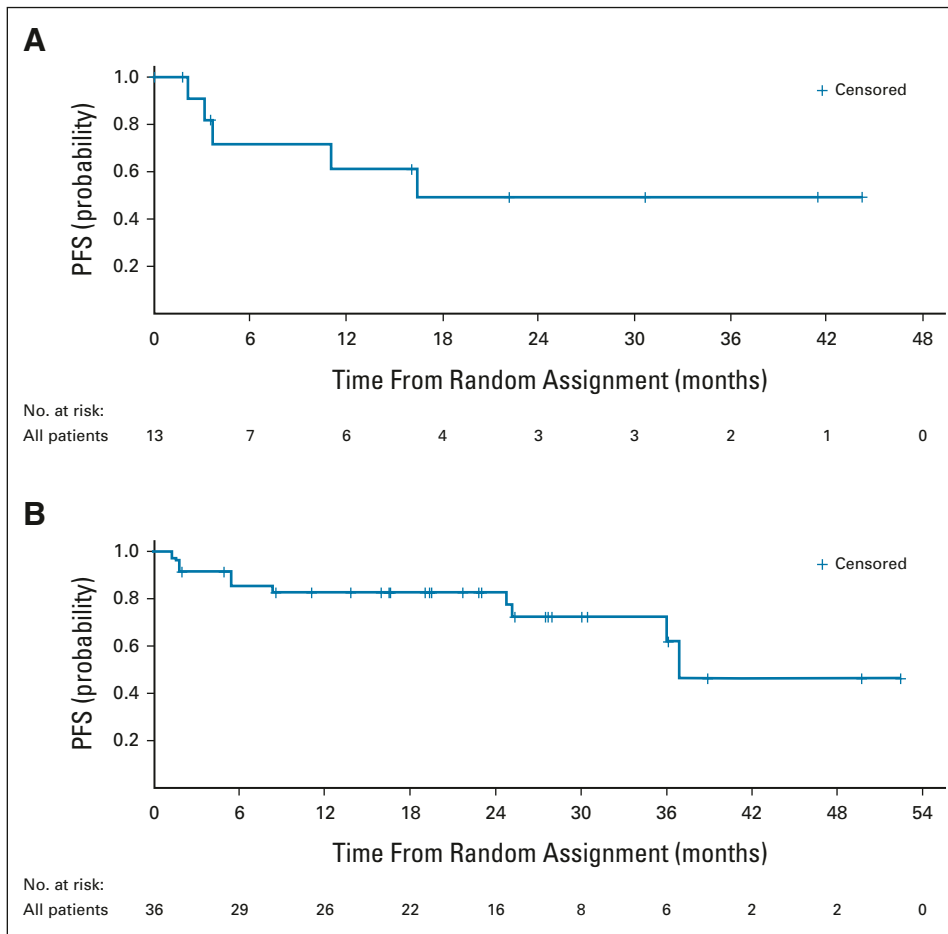 A
PFS (probability)
1.0
0.8
0.6
0.4
0.2
+ Censored
0 6 12 18 24 30 36 42 48
Time From Random Assignment (months)
No. at risk:
All patients 13 7 6 4 3 3 2 1 0
B
PFS (probability)
1.0
0.8
0.6
0.4
0.2
+ Censored
0 6 12 18 24 30 36 42 48 54
Time From Random Assignment (months)
No. at risk:
All patients 36 29 26 22 16 8 6 2 2 0